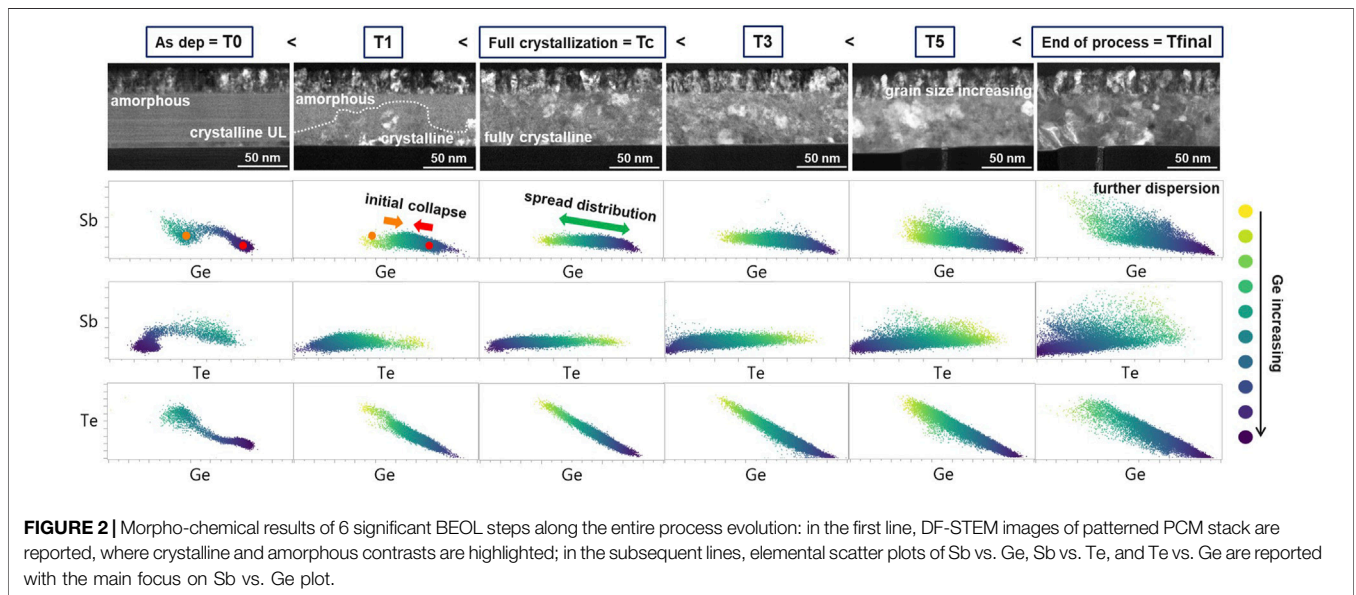 As dep = T0 < T1 < Full crystallization = Tc < T3 < T5 < End of process = Tfinal
amorphous
crystalline UL
50 nm
amorphous
crystalline
50 nm
fully crystalline
50 nm
50 nm
grain size increasing
50 nm
50 nm
Sb
initial collapse
spread distribution
further dispersion
Ge Ge Ge Ge Ge Ge
Sb
Te Te Te Te Te Te
Te
Ge Ge Ge Ge Ge Ge
Ge increasing
FIGURE 2 | Morpho-chemical results of 6 significant BEOL steps along the entire process evolution: in the first line, DF-STEM images of patterned PCM stack are
reported, where crystalline and amorphous contrasts are highlighted; in the subsequent lines, elemental scatter plots of Sb vs. Ge, Sb vs. Te, and Te vs. Ge are reported
with the main focus on Sb vs. Ge plot.